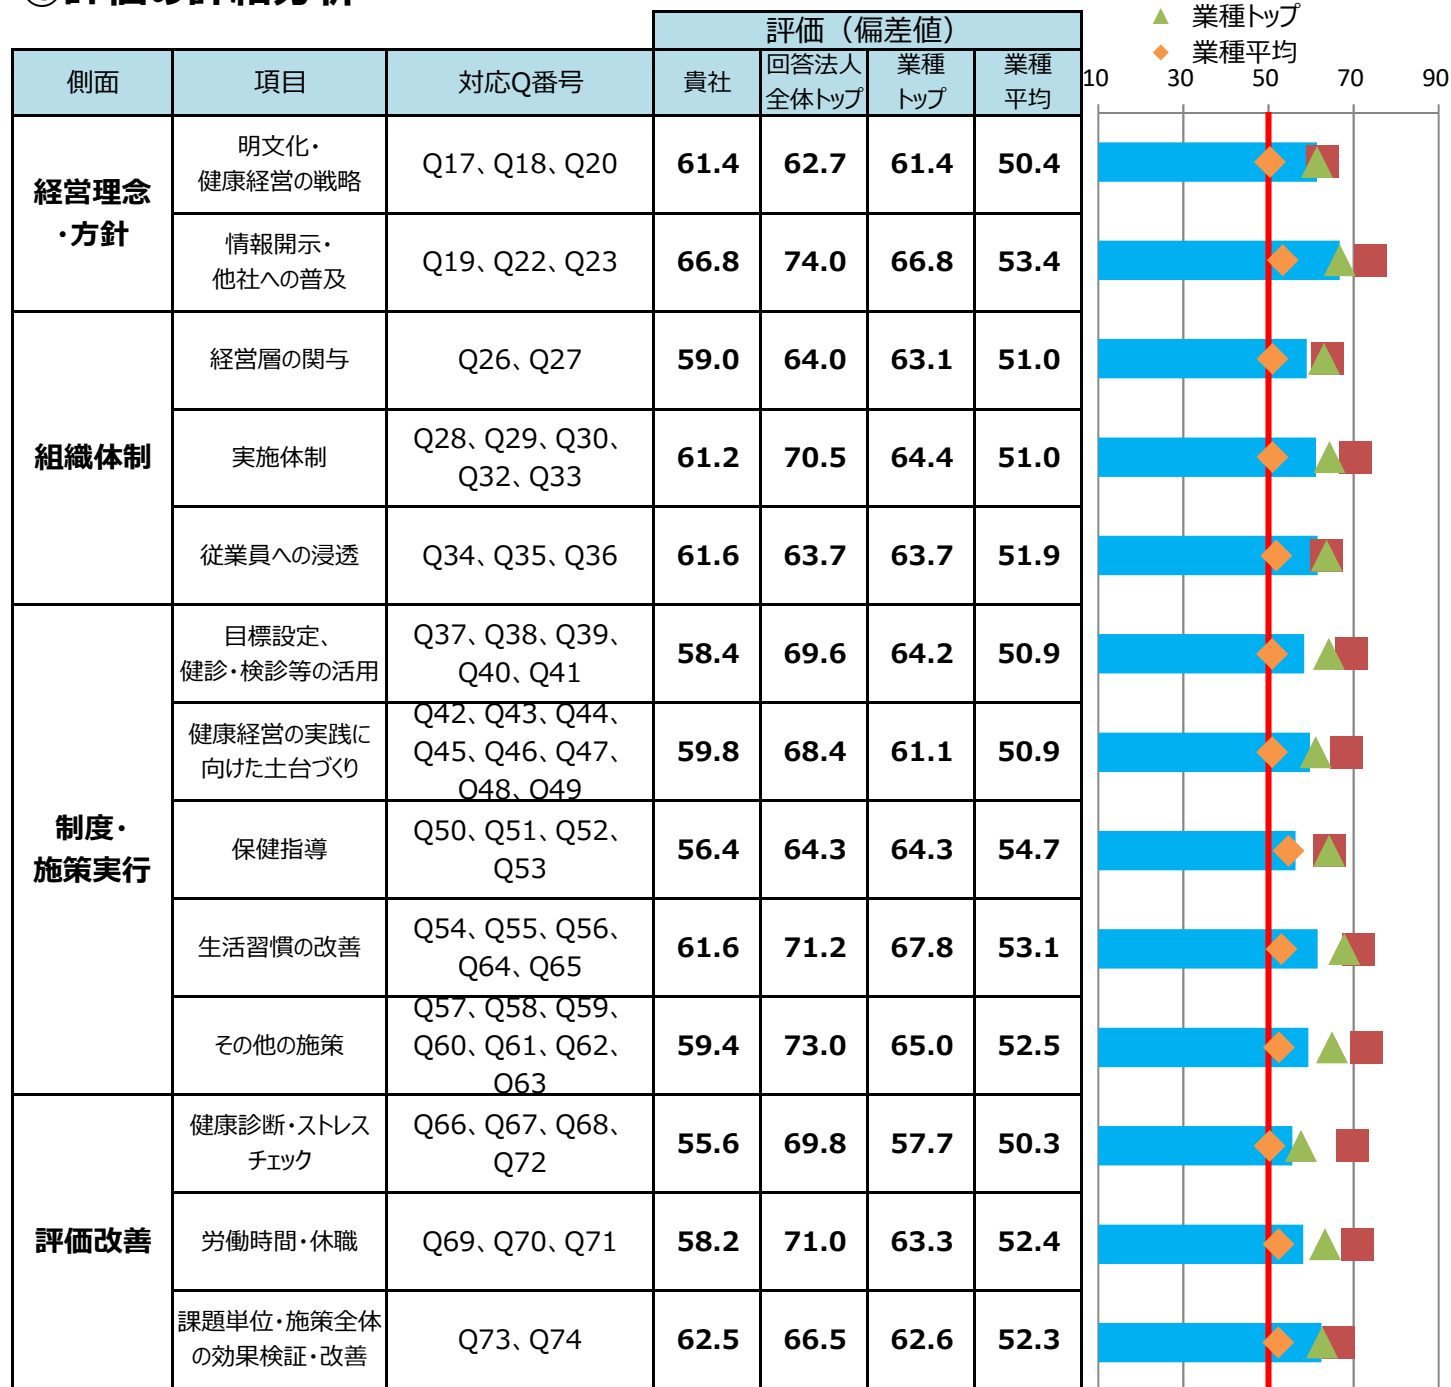 評価（偏差値）
▲ 業種トップ
◆ 業種平均
側面 項目 対応Q番号 貴社 回答法人 業種 業種
全体トップ トップ 平均
10 30 50 70 90
経営理念
・方針
明文化・
健康経営の戦略
Q17、Q18、Q20 61.4 62.7 61.4 50.4
情報開示・
他社への普及
Q19、Q22、Q23 66.8 74.0 66.8 53.4
組織体制
経営層の関与 Q26、Q27 59.0 64.0 63.1 51.0
実施体制
Q28、Q29、Q30、
Q32、Q33
61.2 70.5 64.4 51.0
従業員への浸透 Q34、Q35、Q36 61.6 63.7 63.7 51.9
制度・
施策実行
目標設定、
健診・検診等の活用
Q37、Q38、Q39、
Q40、Q41
58.4 69.6 64.2 50.9
健康経営の実践に
向けた土台づくり
Q42、Q43、Q44、
Q45、Q46、Q47、
Q48、Q49
59.8 68.4 61.1 50.9
保健指導
Q50、Q51、Q52、
Q53
56.4 64.3 64.3 54.7
生活習慣の改善
Q54、Q55、Q56、
Q64、Q65
61.6 71.2 67.8 53.1
その他の施策
Q57、Q58、Q59、
Q60、Q61、Q62、
Q63
59.4 73.0 65.0 52.5
評価改善
健康診断・ストレス
チェック
Q66、Q67、Q68、
Q72
55.6 69.8 57.7 50.3
労働時間・休職 Q69、Q70、Q71 58.2 71.0 63.3 52.4
課題単位・施策全体
の効果検証・改善
Q73、Q74 62.5 66.5 62.6 52.3